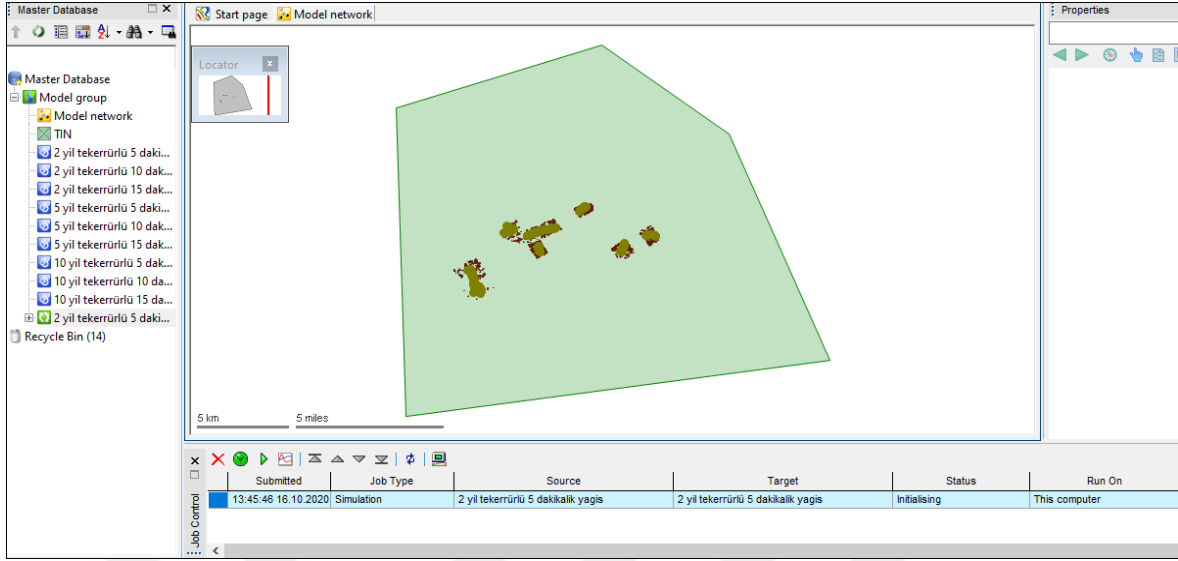 Master Database
Start page
Model network
Properties
Locator
Master Database
Model group
Model network
TIN
2 yil tekerrürlü 5 daki...
2 yil tekerrürlü 10 dak...
2 yil tekerrürlü 15 dak...
5 yil tekerrürlü 5 daki...
5 yil tekerrürlü 10 dak...
5 yil tekerrürlü 15 dak...
10 yil tekerrürlü 5 dak...
10 yil tekerrürlü 10 da...
10 yil tekerrürlü 15 da...
2 yil tekerrürlü 5 daki...
Recycle Bin (14)
5 km 5 miles
Job Control
Submitted Job Type Source Target Status Run On
13:45:46 16.10.2020 Simulation 2 yil tekerrürlü 5 dakikalik yagis 2 yil tekerrürlü 5 dakikalik yagis Initialising This computer